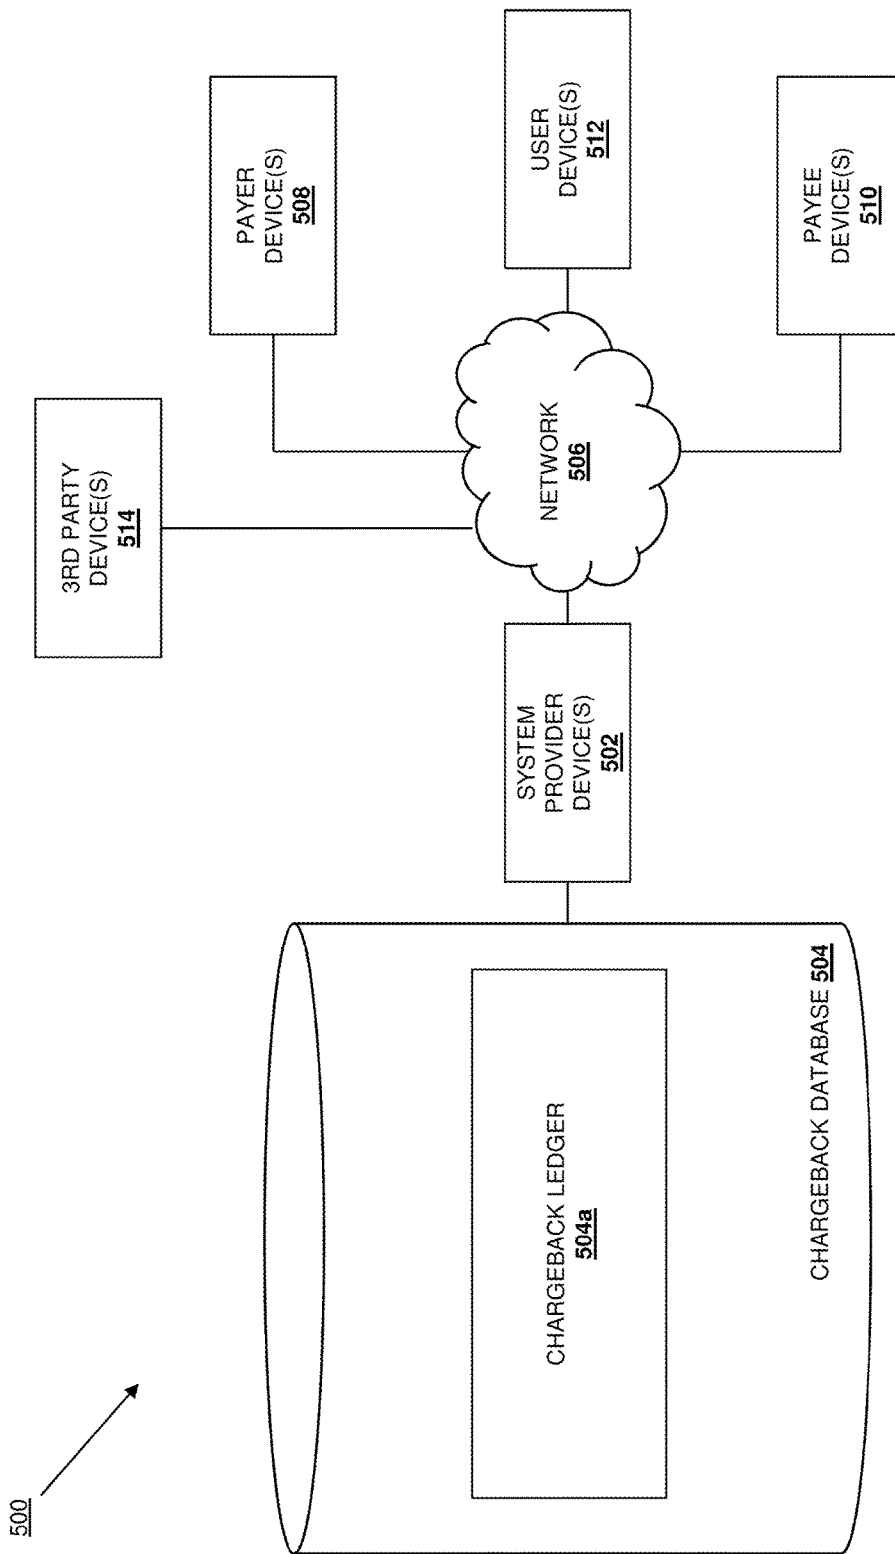 500
3RD PARTY
DEVICE(S)
514
PAYER
DEVICE(S)
508
CHARGEBACK LEDGER
504a
CHARGEBACK DATABASE 504
SYSTEM
PROVIDER
DEVICE(S)
502
NETWORK
506
USER
DEVICE(S)
512
PAYEE
DEVICE(S)
510